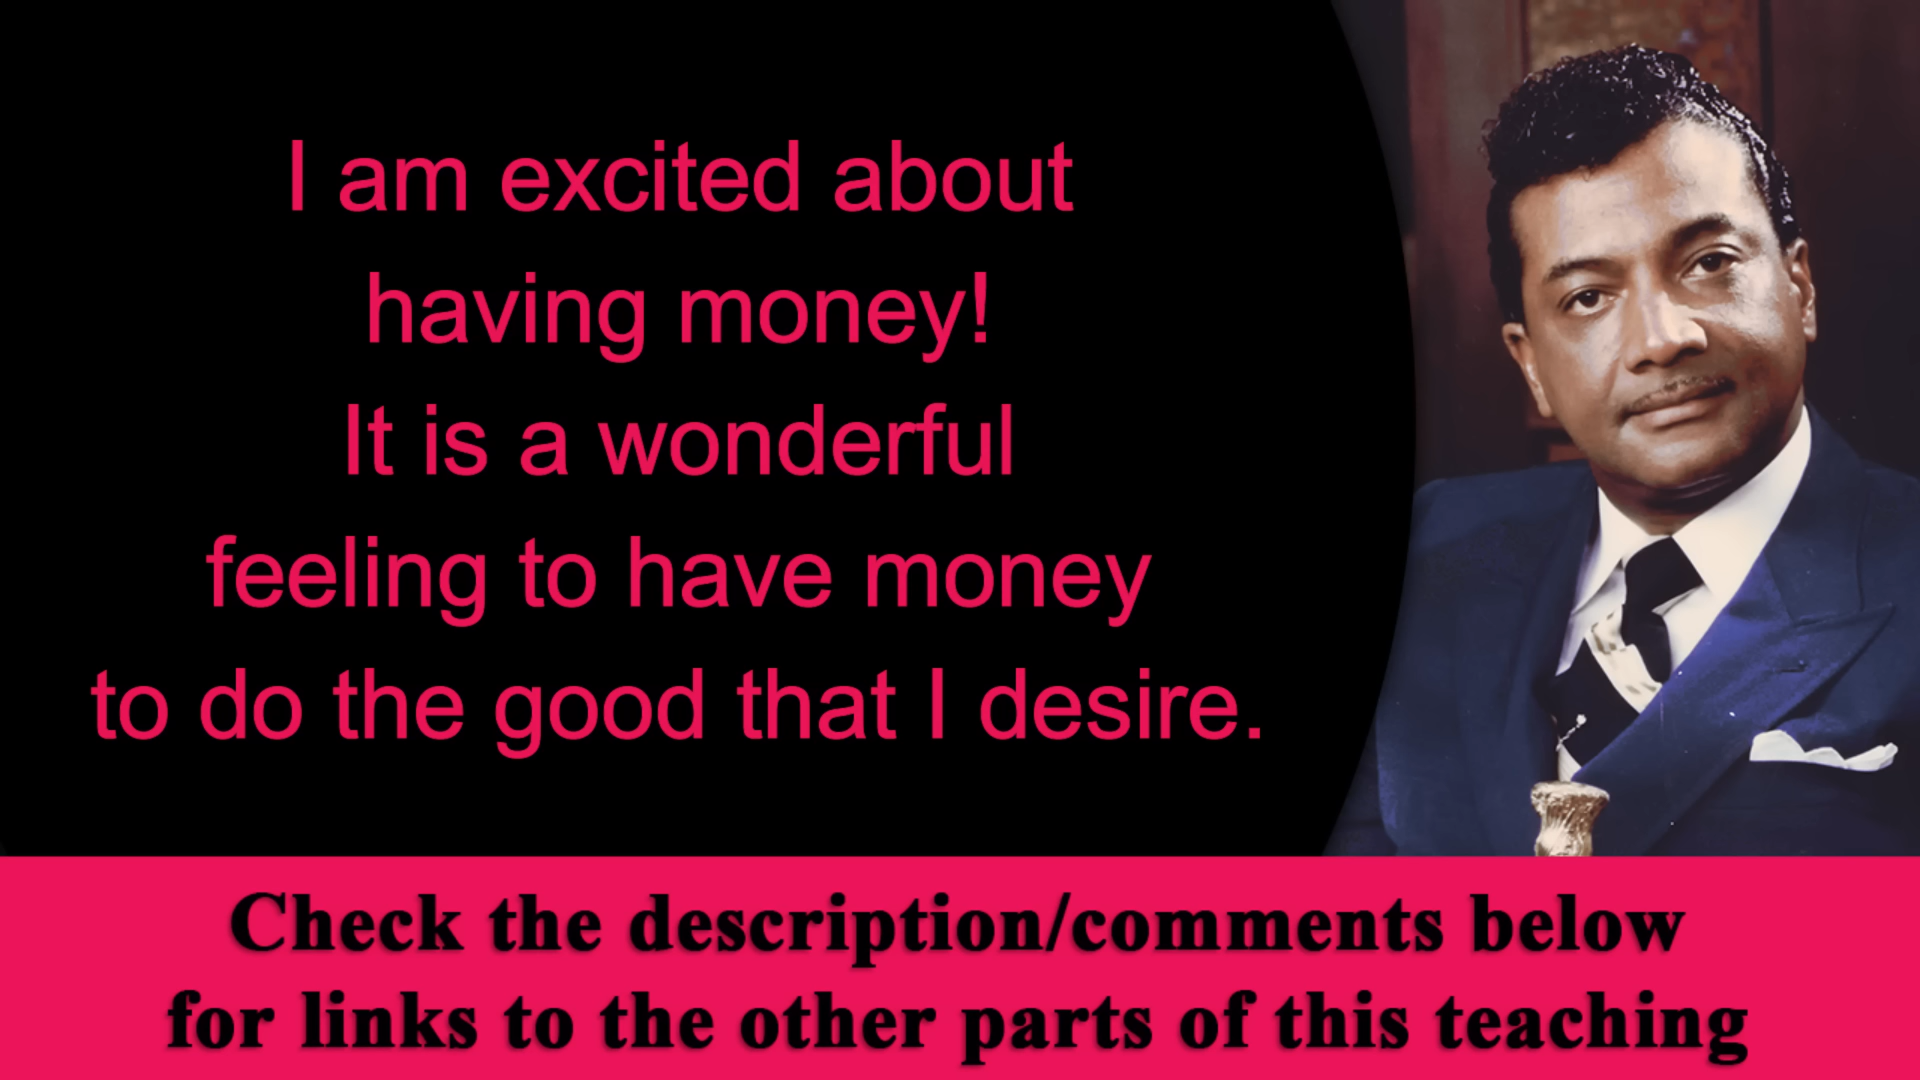 I am excited about
having money!
It is a wonderful
feeling to have money
to do the good that I desire.
Check the description/comments below
for links to the other parts of this teaching